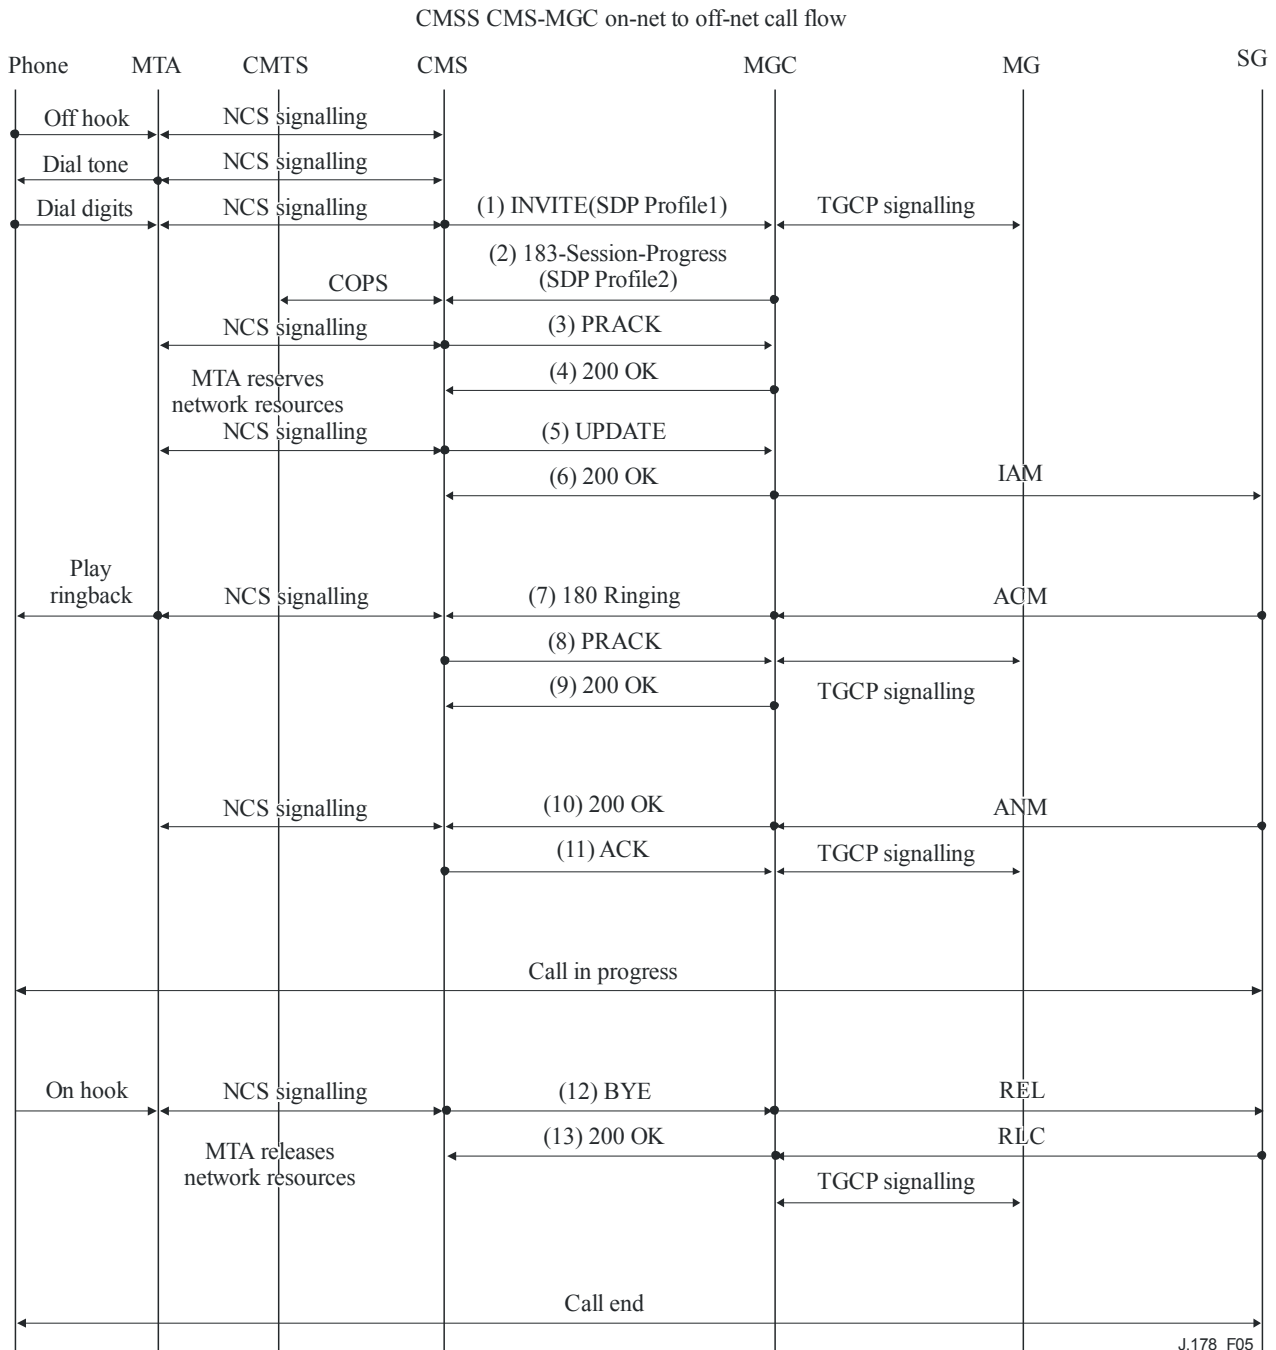 CMSS CMS-MGC on-net to off-net call flow
Phone MTA CMTS CMS MGC MG SG
Off hook NCS signalling
Dial tone NCS signalling
Dial digits NCS signalling (1) INVITE(SDP Profile1) TGCP signalling
(2) 183-Session-Progress
(SDP Profile2)
COPS
NCS signalling (3) PRACK
(4) 200 OK
MTA reserves
network resources
NCS signalling (5) UPDATE
(6) 200 OK IAM
Play
ringback NCS signalling (7) 180 Ringing ACM
(8) PRACK
(9) 200 OK TGCP signalling
NCS signalling (10) 200 OK ANM
(11) ACK TGCP signalling
Call in progress
On hook NCS signalling (12) BYE REL
(13) 200 OK RLC
MTA releases
network resources
TGCP signalling
Call end
J.178_F05